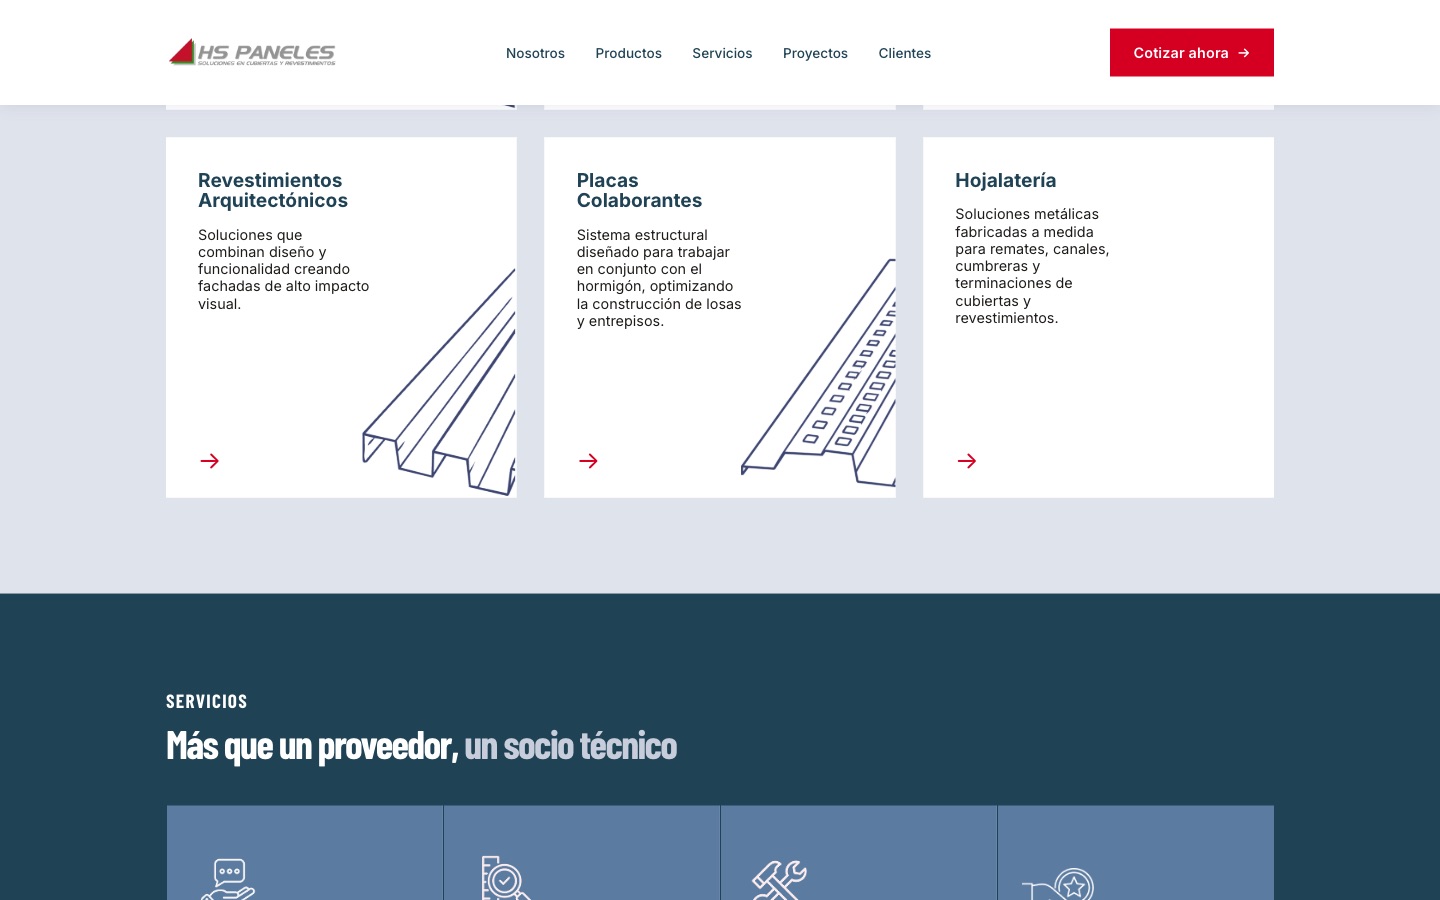 HS PANELES
SOLUCIONES EN CUBIERTAS Y REVESTIMIENTOS
Nosotros
Productos
Servicios
Proyectos
Clientes
Cotizar ahora →
Revestimientos
Arquitectónicos
Soluciones que
combinan diseño y
funcionalidad creando
fachadas de alto impacto
visual.
Placas
Colaborantes
Sistema estructural
diseñado para trabajar
en conjunto con el
hormigón, optimizando
la construcción de losas
y entrepisos.
Hojalatería
Soluciones metálicas
fabricadas a medida
para remates, canales,
cumbreras y
terminaciones de
cubiertas y
revestimientos.
SERVICIOS
Más que un proveedor, un socio técnico